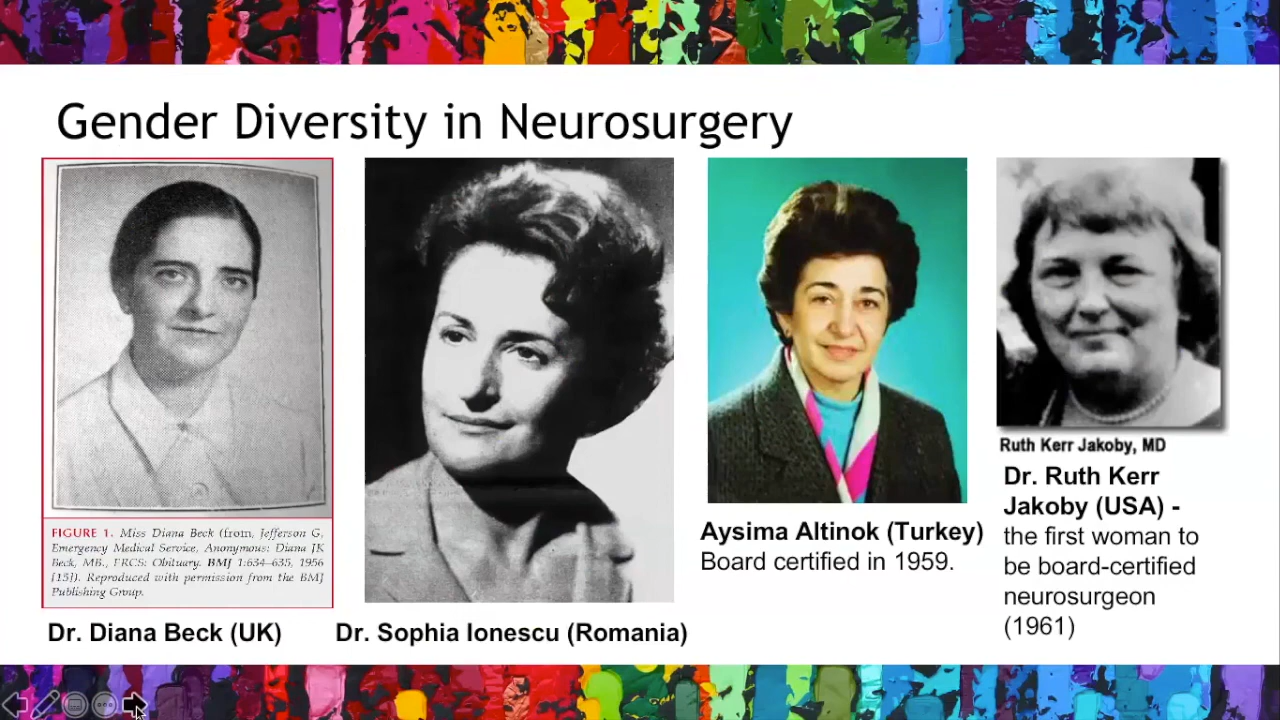 Gender Diversity in Neurosurgery
FIGURE 1. Miss Diana Beck (from, Jefferson G,
Emergency Medical Service, Anonymous: Diana JK
Beck, MB., FRCS: Obituary. BMJ 1:634–635, 1956
[15]). Reproduced with permission from the BMJ
Publishing Group.
Dr. Diana Beck (UK)
Dr. Sophia Ionescu (Romania)
Aysima Altinok (Turkey)
Board certified in 1959.
Ruth Kerr Jakoby, MD
Dr. Ruth Kerr
Jakoby (USA) -
the first woman to
be board-certified
neurosurgeon
(1961)